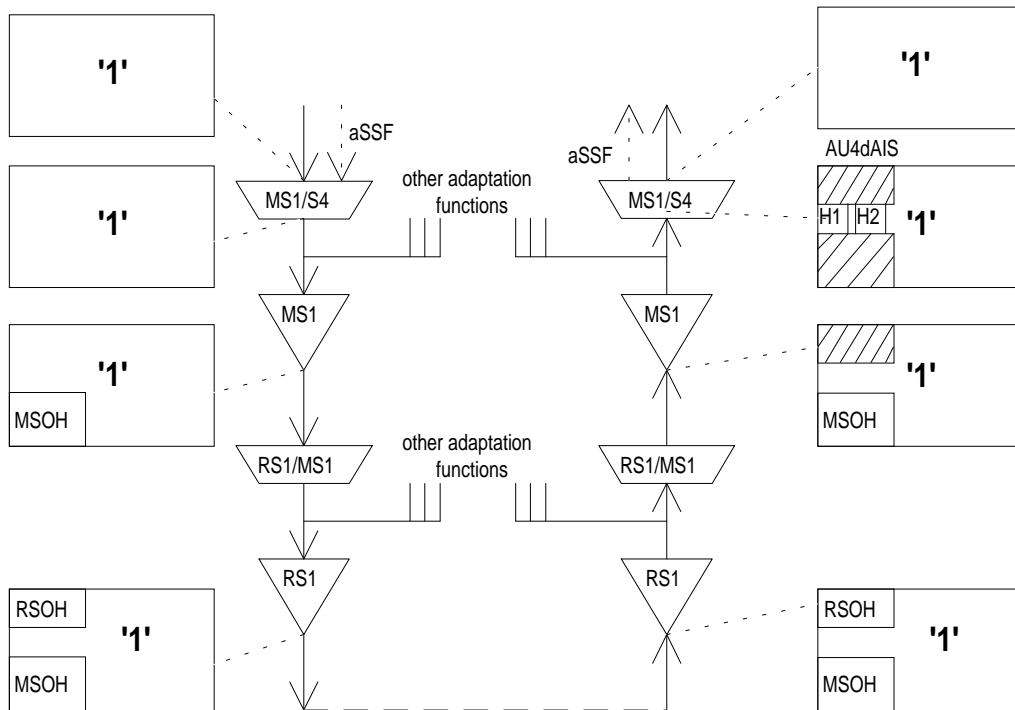 '1'
'1'
aSSF
aSSF
AU4dAIS
'1'
MS1/S4
other adaptation
functions
MS1/S4
H1
H2
'1'
MS1
MS1
'1'
MSOH
'1'
MSOH
RS1/MS1
other adaptation
functions
RS1/MS1
RS1
RS1
RSOH
'1'
MSOH
RSOH
'1'
MSOH